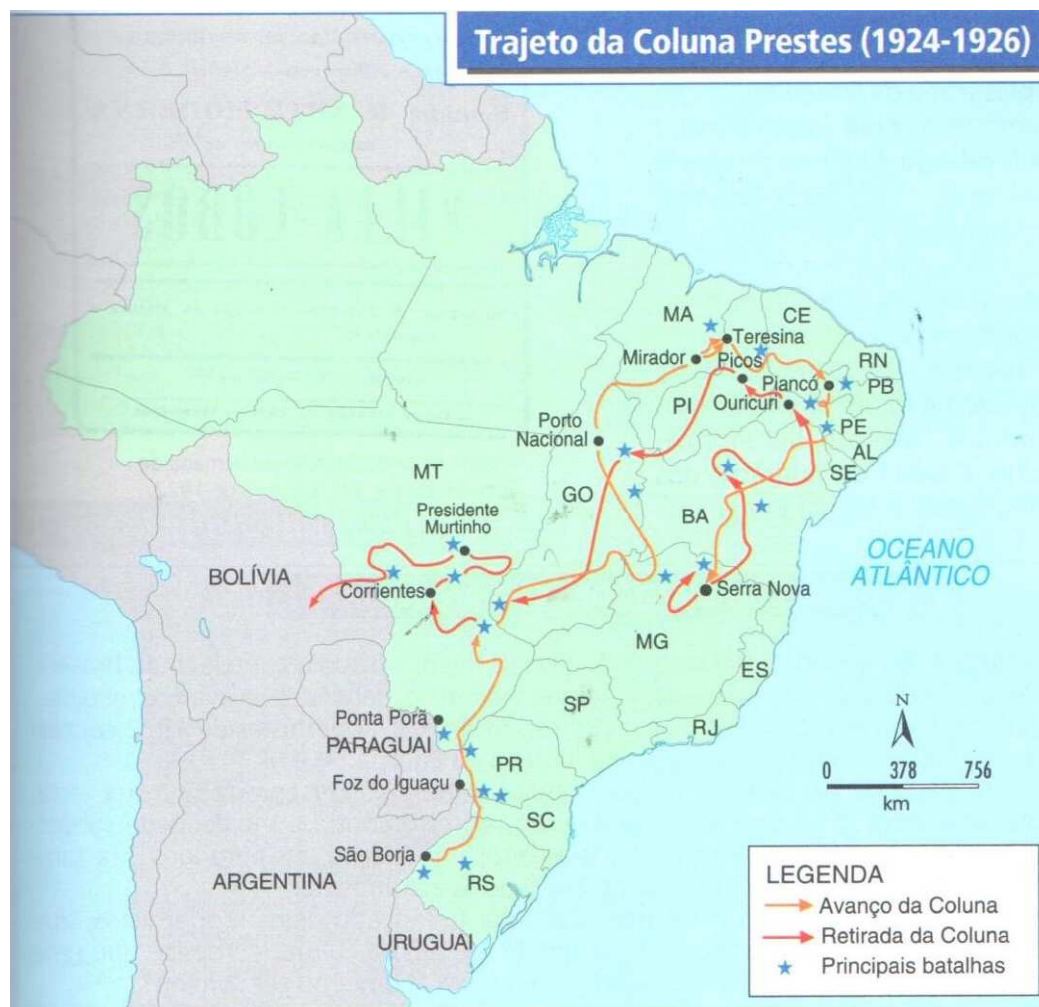 Trajeto da Coluna Prestes (1924-1926)
MA
CE
Teresina
Mirador
Picos
RN
Piancó
PB
PI
Ouricuri
PE
Porto
Nacional
AL
SE
MT
GO
BA
Presidente
Murtinho
BOLÍVIA
OCEANO
ATLÂNTICO
Corrientes
Serra Nova
MG
ES
SP
Ponta Porã
RJ
N
PARAGUAI
PR
0 378 756
km
Foz do Iguaçu
SC
São Borja
RS
ARGENTINA
URUGUAI
LEGENDA
Avanço da Coluna
Retirada da Coluna
Principais batalhas